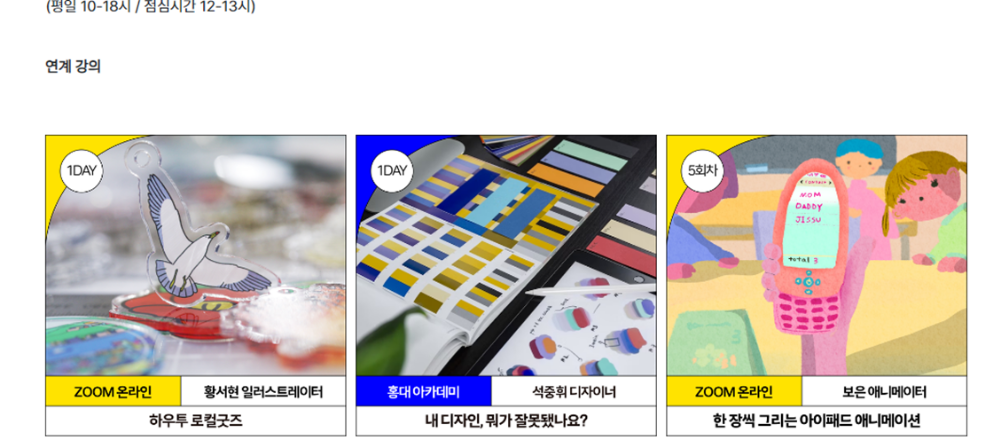 (평일 10-18시 / 점심시간 12-13시)
연계 강의
1DAY
ZOOM 온라인
황서현 일러스트레이터
하우투 로컬굿즈
1DAY
홍대 아카데미
석중휘 디자이너
내 디자인, 뭐가 잘못됐나요?
5회차
MOM
DADDY
JISSU
total 3
ZOOM 온라인
보은 애니메이터
한 장씩 그리는 아이패드 애니메이션